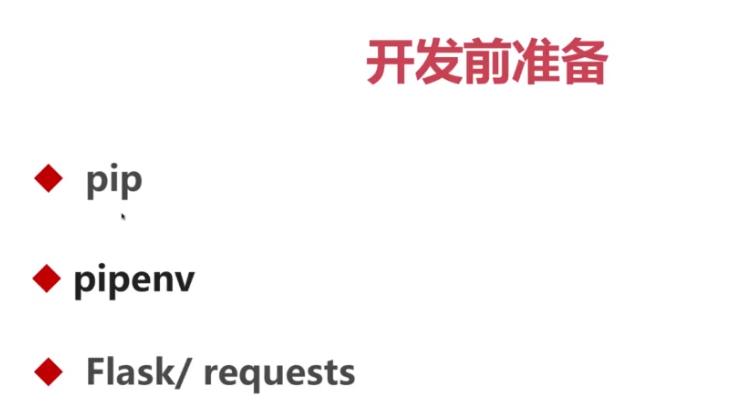 开发前准备
pip
pipenv
Flask/ requests